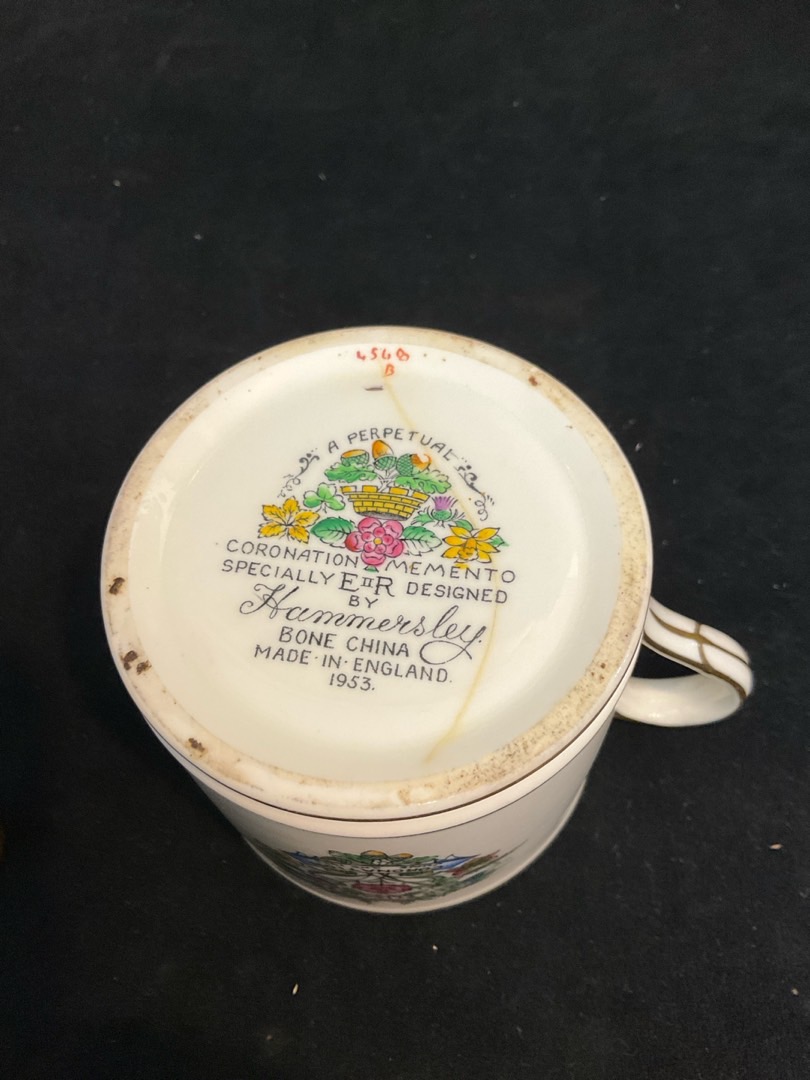 4568
B
A PERPETUAL
CORONATION MEMENTO
SPECIALLY EIIR DESIGNED
BY
Hammersley
BONE CHINA
MADE·IN·ENGLAND.
1953.